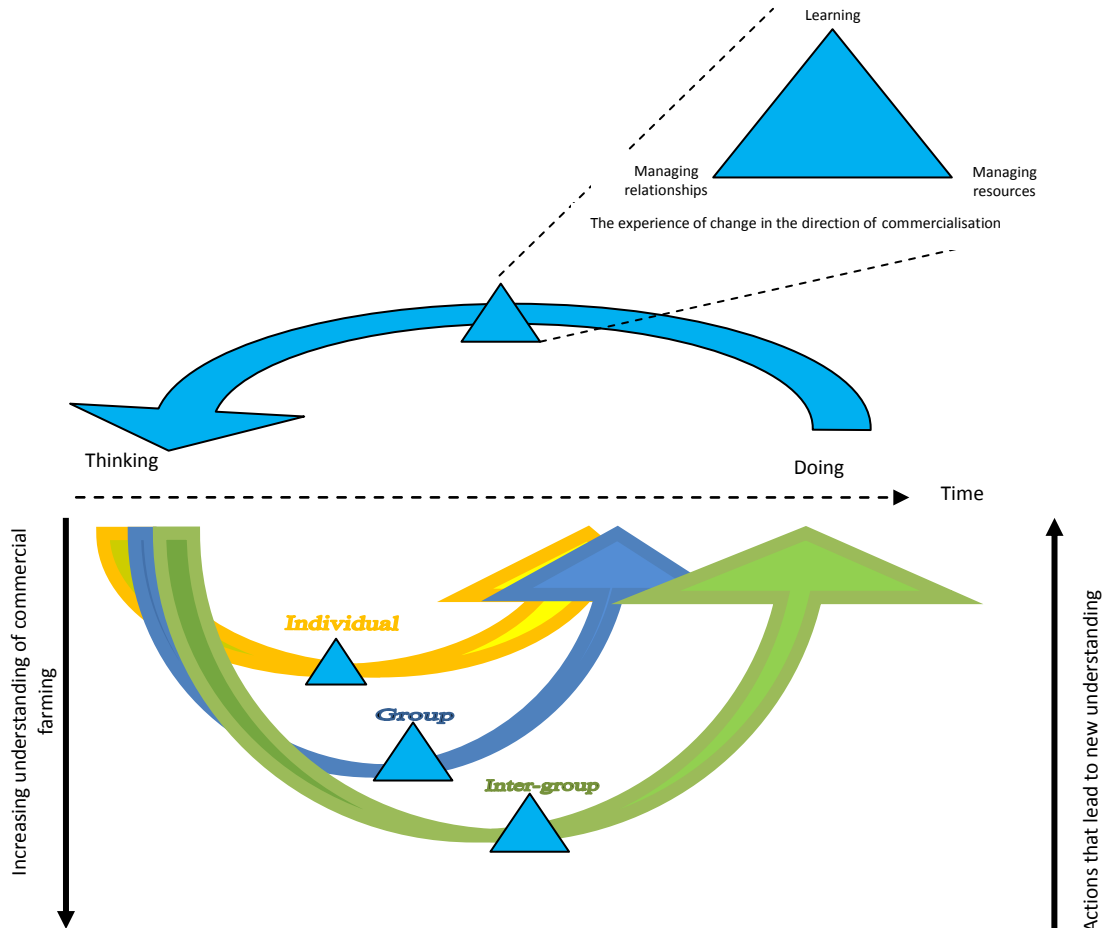 Learning
Managing
relationships
Managing
resources
The experience of change in the direction of commercialisation
Thinking
Doing
Time
Increasing understanding of commercial
farming
Individual
Group
Inter-group
Actions that lead to new understanding